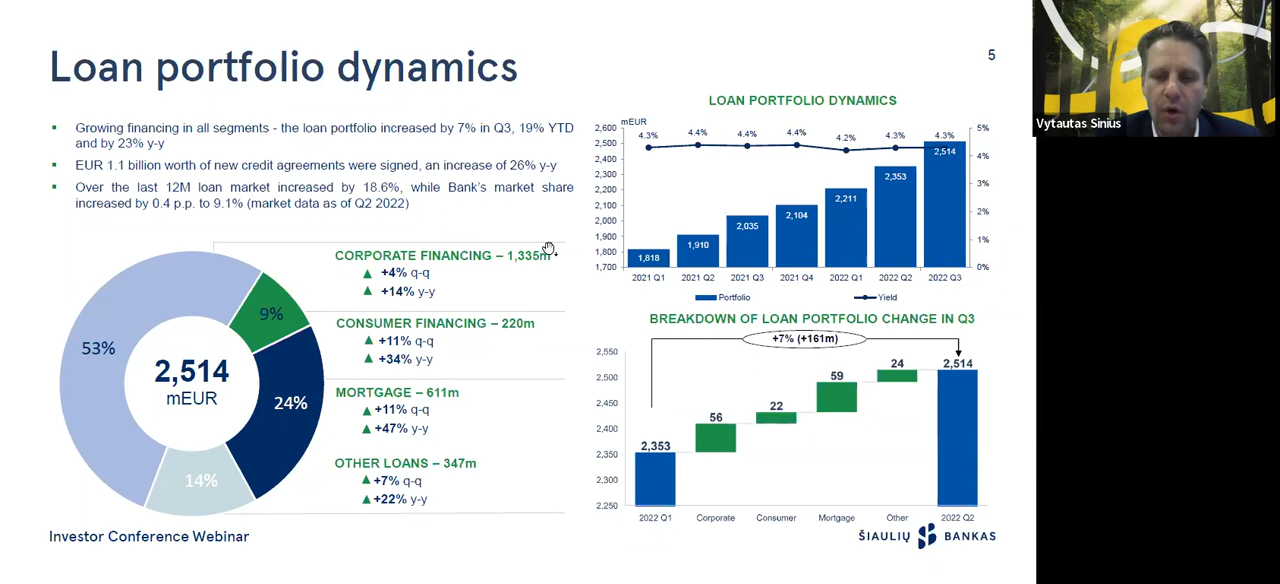 Loan portfolio dynamics
5
Growing financing in all segments - the loan portfolio increased by 7% in Q3, 19% YTD
and by 23% y-y
EUR 1.1 billion worth of new credit agreements were signed, an increase of 26% y-y
Over the last 12M loan market increased by 18.6%, while Bank's market share
increased by 0.4 p.p. to 9.1% (market data as of Q2 2022)
53%
9%
24%
14%
2,514
mEUR
CORPORATE FINANCING – 1,335m
+4% q-q
+14% y-y
CONSUMER FINANCING – 220m
+11% q-q
+34% y-y
MORTGAGE – 611m
+11% q-q
+47% y-y
OTHER LOANS – 347m
+7% q-q
+22% y-y
LOAN PORTFOLIO DYNAMICS
mEUR
2,600
2,500
2,400
2,300
2,200
2,100
2,000
1,900
1,800
1,700
4.3% 4.4% 4.4% 4.4% 4.2% 4.3% 4.3%
1,818 1,910 2,035 2,104 2,211 2,353 2,514
5%
4%
3%
2%
1%
0%
2021 Q1 2021 Q2 2021 Q3 2021 Q4 2022 Q1 2022 Q2 2022 Q3
Portfolio Yield
BREAKDOWN OF LOAN PORTFOLIO CHANGE IN Q3
+7% (+161m)
2,550
2,500
2,450
2,400
2,350
2,300
2,250
2,353 56 22 59 24 2,514
2022 Q1 Corporate Consumer Mortgage Other 2022 Q2
Investor Conference Webinar
ŠIAULIŲ BANKAS
Vytautas Sinius